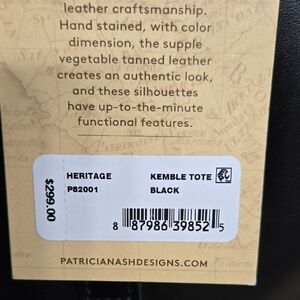 leather craftsmanship.
Hand stained, with color
dimension, the supple
vegetable tanned leather
creates an authentic look,
and these silhouettes
have up-to-the-minute
functional features.
HERITAGE
KEMBLE TOTE
P82001
BLACK
$299.00
8 87986 39852 5
PATRICIANASHDESIGNS.COM